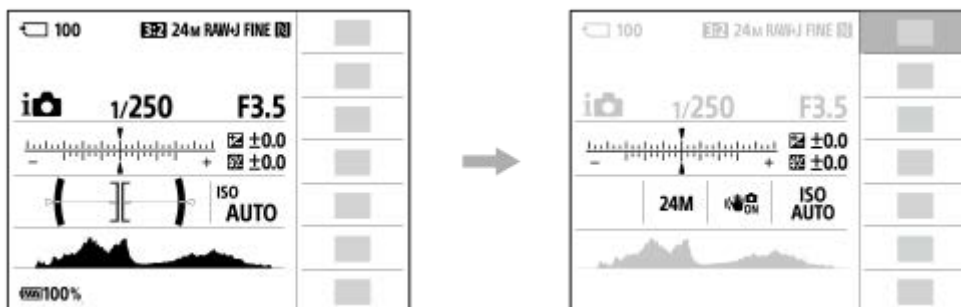 100 3:2 24M RAW+J FINE N
i 1/250 F3.5
±0.0
- + ±0.0
ISO
AUTO
100%
100 3:2 24M RAW+J FINE N
i 1/250 F3.5
±0.0
- + ±0.0
24M ON ISO
AUTO